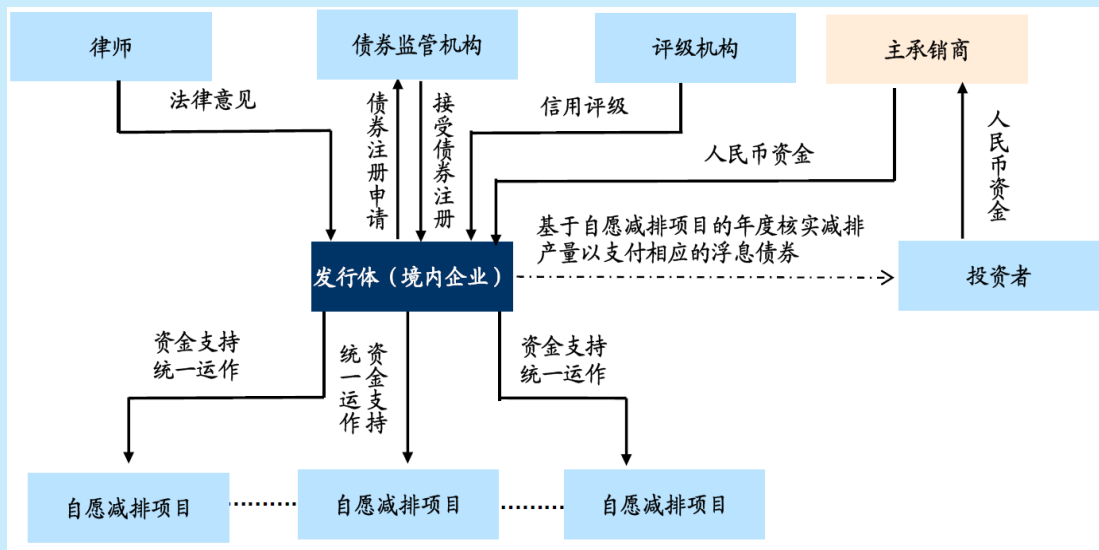 律师
债券监管机构
评级机构
主承销商
法律意见
债券注册申请
接受债券注册
信用评级
人民币资金
人民币资金
基于自愿减排项目的年度核实减排
产量以支付相应的浮息债券
发行体（境内企业）
投资者
资金支持
统一运作
资金支持
统一运作
资金支持
统一运作
自愿减排项目
自愿减排项目
自愿减排项目